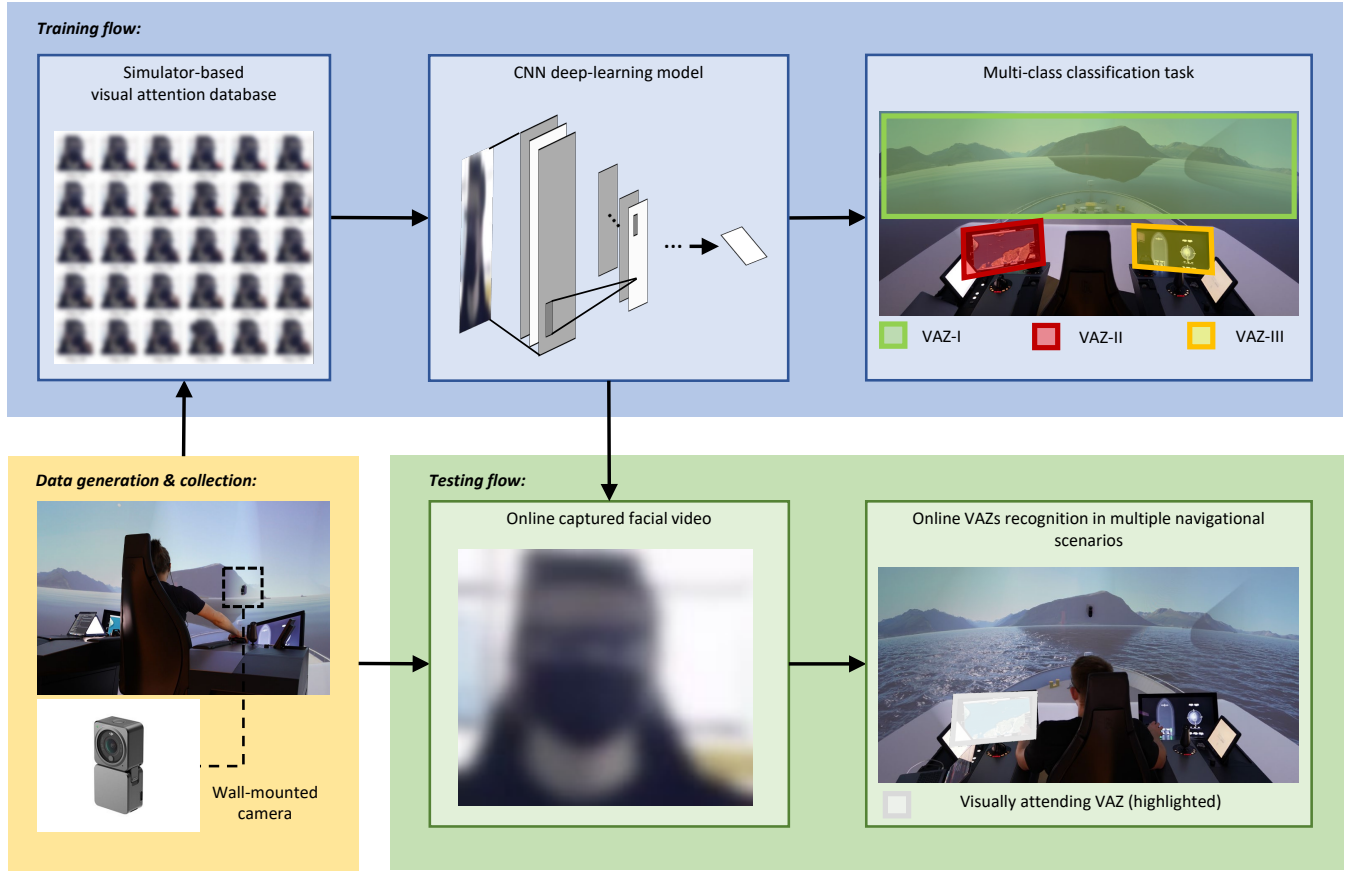 Training flow:
Simulator-based
visual attention database
CNN deep-learning model
...
Multi-class classification task
VAZ-I
VAZ-II
VAZ-III
Data generation & collection:
Wall-mounted
camera
Testing flow:
Online captured facial video
Online VAZs recognition in multiple navigational
scenarios
Visually attending VAZ (highlighted)